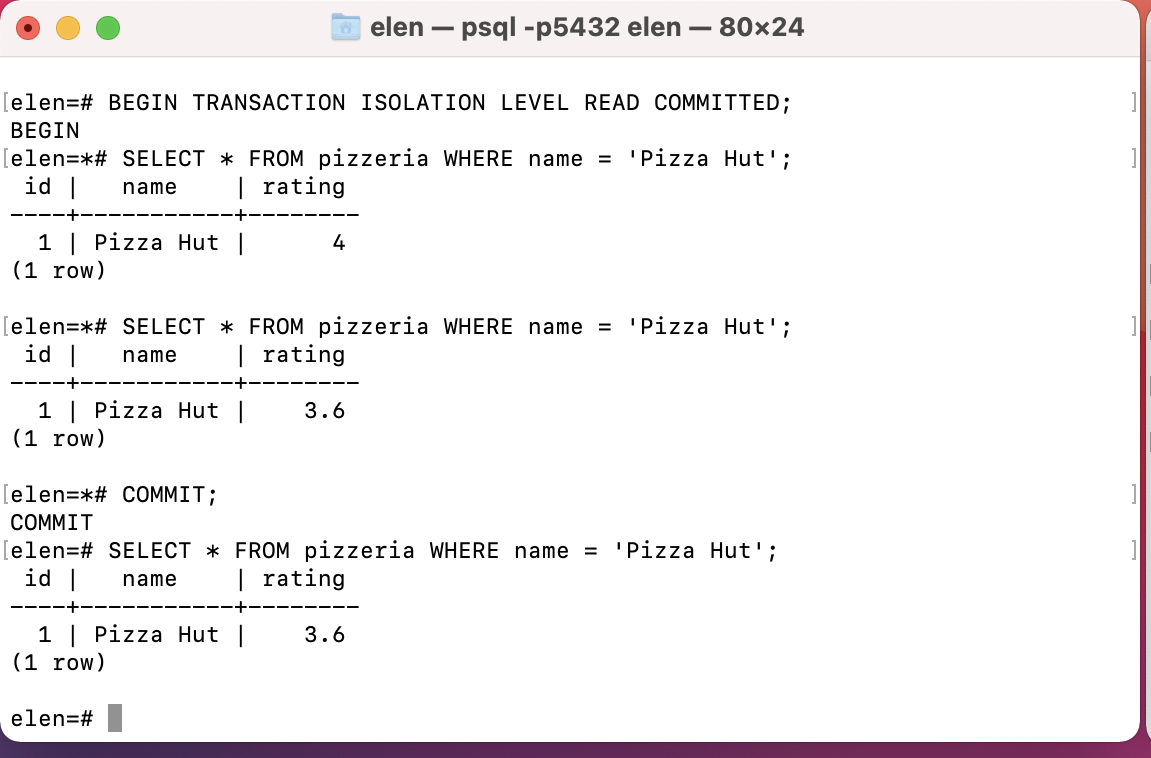 elen — psql -p5432 elen — 80×24
[elen=# BEGIN TRANSACTION ISOLATION LEVEL READ COMMITTED; ]
BEGIN
[elen=*# SELECT * FROM pizzeria WHERE name = 'Pizza Hut'; ]
 id |   name    | rating
----+-----------+--------
  1 | Pizza Hut |      4
(1 row)
[elen=*# SELECT * FROM pizzeria WHERE name = 'Pizza Hut'; ]
 id |   name    | rating
----+-----------+--------
  1 | Pizza Hut |    3.6
(1 row)
[elen=*# COMMIT; ]
COMMIT
[elen=# SELECT * FROM pizzeria WHERE name = 'Pizza Hut'; ]
 id |   name    | rating
----+-----------+--------
  1 | Pizza Hut |    3.6
(1 row)
elen=#